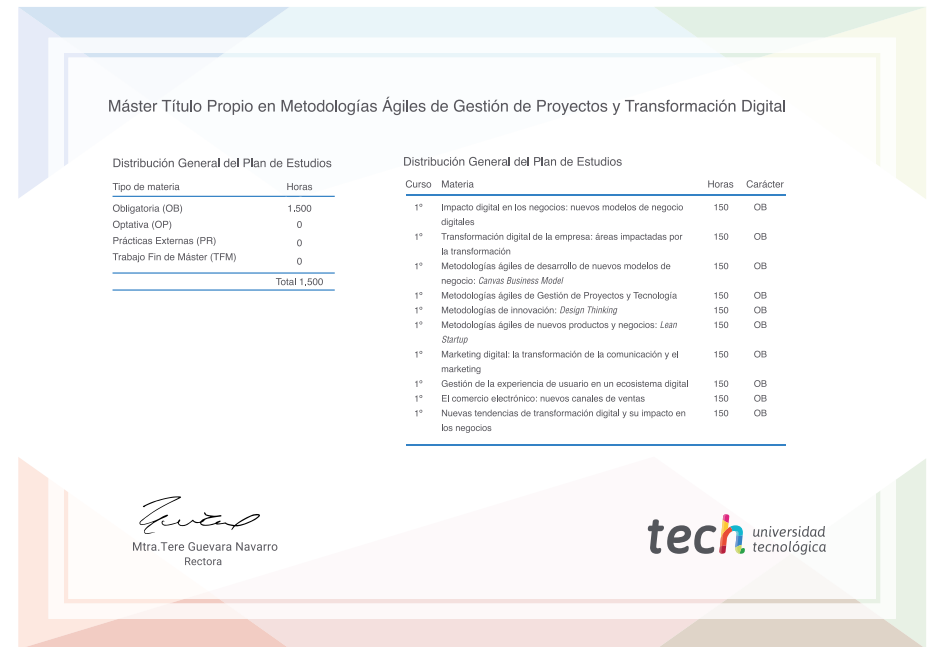 Máster Título Propio en Metodologías Ágiles de Gestión de Proyectos y Transformación Digital
Distribución General del Plan de Estudios
Tipo de materia Horas
Obligatoria (OB) 1.500
Optativa (OP) 0
Prácticas Externas (PR) 0
Trabajo Fin de Máster (TFM) 0
Total 1,500
Distribución General del Plan de Estudios
Curso Materia Horas Carácter
1º Impacto digital en los negocios: nuevos modelos de negocio 150 OB
digitales
1º Transformación digital de la empresa: áreas impactadas por 150 OB
la transformación
1º Metodologías ágiles de desarrollo de nuevos modelos de 150 OB
negocio: Canvas Business Model
1º Metodologías ágiles de Gestión de Proyectos y Tecnología 150 OB
1º Metodologías de innovación: Design Thinking 150 OB
1º Metodologías ágiles de nuevos productos y negocios: Lean 150 OB
Startup
1º Marketing digital: la transformación de la comunicación y el 150 OB
marketing
1º Gestión de la experiencia de usuario en un ecosistema digital 150 OB
1º El comercio electrónico: nuevos canales de ventas 150 OB
1º Nuevas tendencias de transformación digital y su impacto en 150 OB
los negocios
Mtra.Tere Guevara Navarro
Rectora
tech universidad
tecnológica